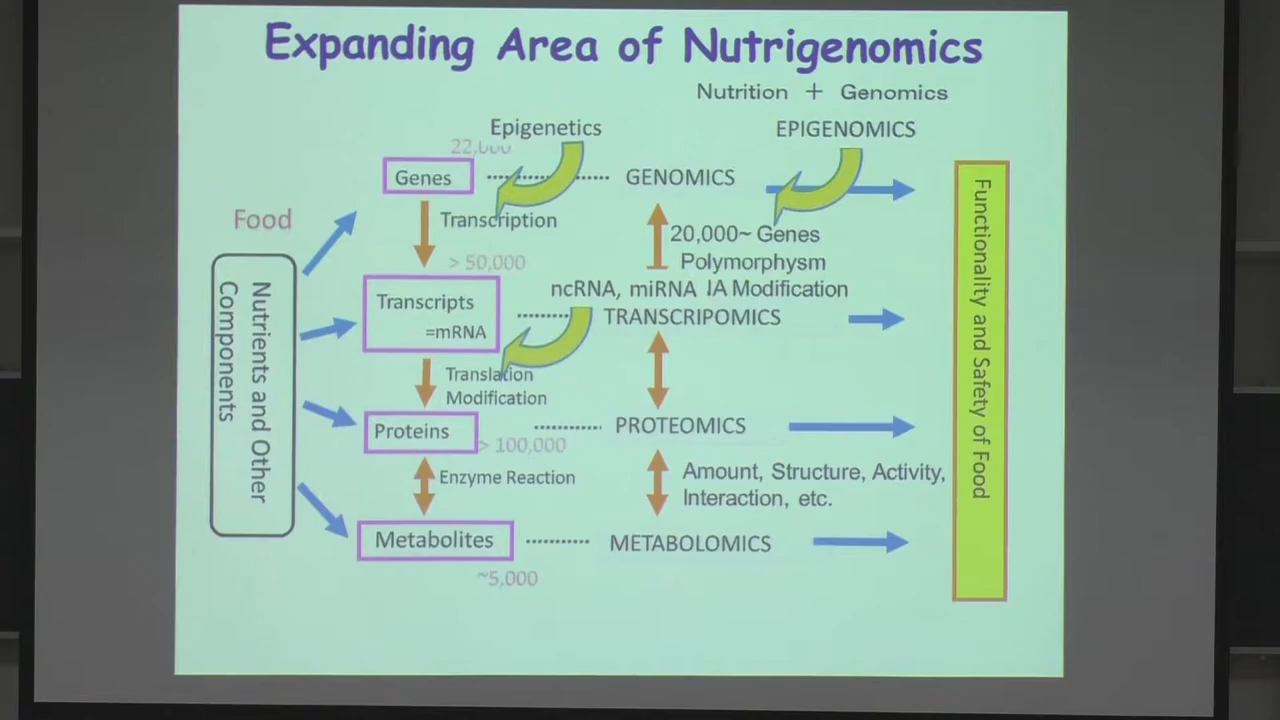 Expanding Area of Nutrigenomics
Nutrition + Genomics
Epigenetics
EPIGENOMICS
Genes
GENOMICS
Food
Transcription
20,000~ Genes
Polymorphysm
> 50,000
ncRNA, miRNA
IA Modification
Transcripts
=mRNA
TRANSCRIPOMICS
Translation
Modification
Proteins
PROTEOMICS
> 100,000
Enzyme Reaction
Amount, Structure, Activity,
Interaction, etc.
Metabolites
METABOLOMICS
~5,000
Nutrients and Other
Components
Functionality and Safety of Food